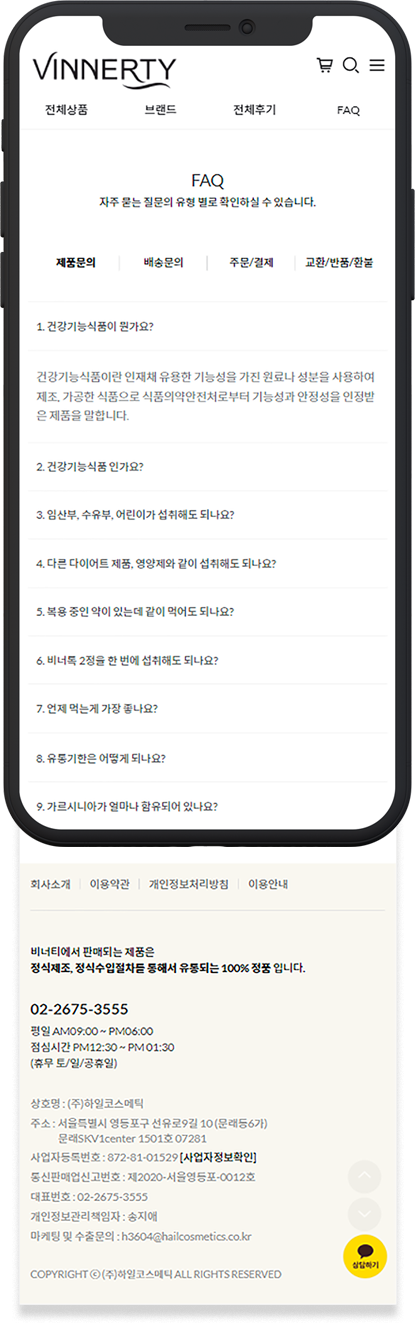 VINNERTY
전체상품 브랜드 전체후기 FAQ
FAQ
자주 묻는 질문의 유형 별로 확인하실 수 있습니다.
제품문의 배송문의 주문/결제 교환/반품/환불
1. 건강기능식품이 뭔가요?
건강기능식품이란 인재채 유용한 기능성을 가진 원료나 성분을 사용하여
제조, 가공한 식품으로 식품의약안전처로부터 기능성과 안정성을 인정받
은 제품을 말합니다.
2. 건강기능식품 인가요?
3. 임산부, 수유부, 어린이가 섭취해도 되나요?
4. 다른 다이어트 제품, 영양제와 같이 섭취해도 되나요?
5. 복용 중인 약이 있는데 같이 먹어도 되나요?
6. 비너톡 2정을 한 번에 섭취해도 되나요?
7. 언제 먹는게 가장 좋나요?
8. 유통기한은 어떻게 되나요?
9. 가르시니아가 얼마나 함유되어 있나요?
회사소개 이용약관 개인정보처리방침 이용안내
비너티에서 판매되는 제품은
정식제조, 정식수입절차를 통해서 유통되는 100% 정품 입니다.
02-2675-3555
평일 AM09:00 ~ PM06:00
점심시간 PM12:30 ~ PM 01:30
(휴무 토/일/공휴일)
상호명 : (주)하일코스메틱
주소 : 서울특별시 영등포구 선유로9길 10 (문래동6가)
문래SKV1center 1501호 07281
사업자등록번호 : 872-81-01529 [사업자정보확인]
통신판매업신고번호 : 제2020-서울영등포-0012호
대표번호 : 02-2675-3555
개인정보관리책임자 : 송지애
마케팅 및 수출문의 : h3604@hailcosmetics.co.kr
상담하기
COPYRIGHT ⓒ (주)하일코스메틱 ALL RIGHTS RESERVED